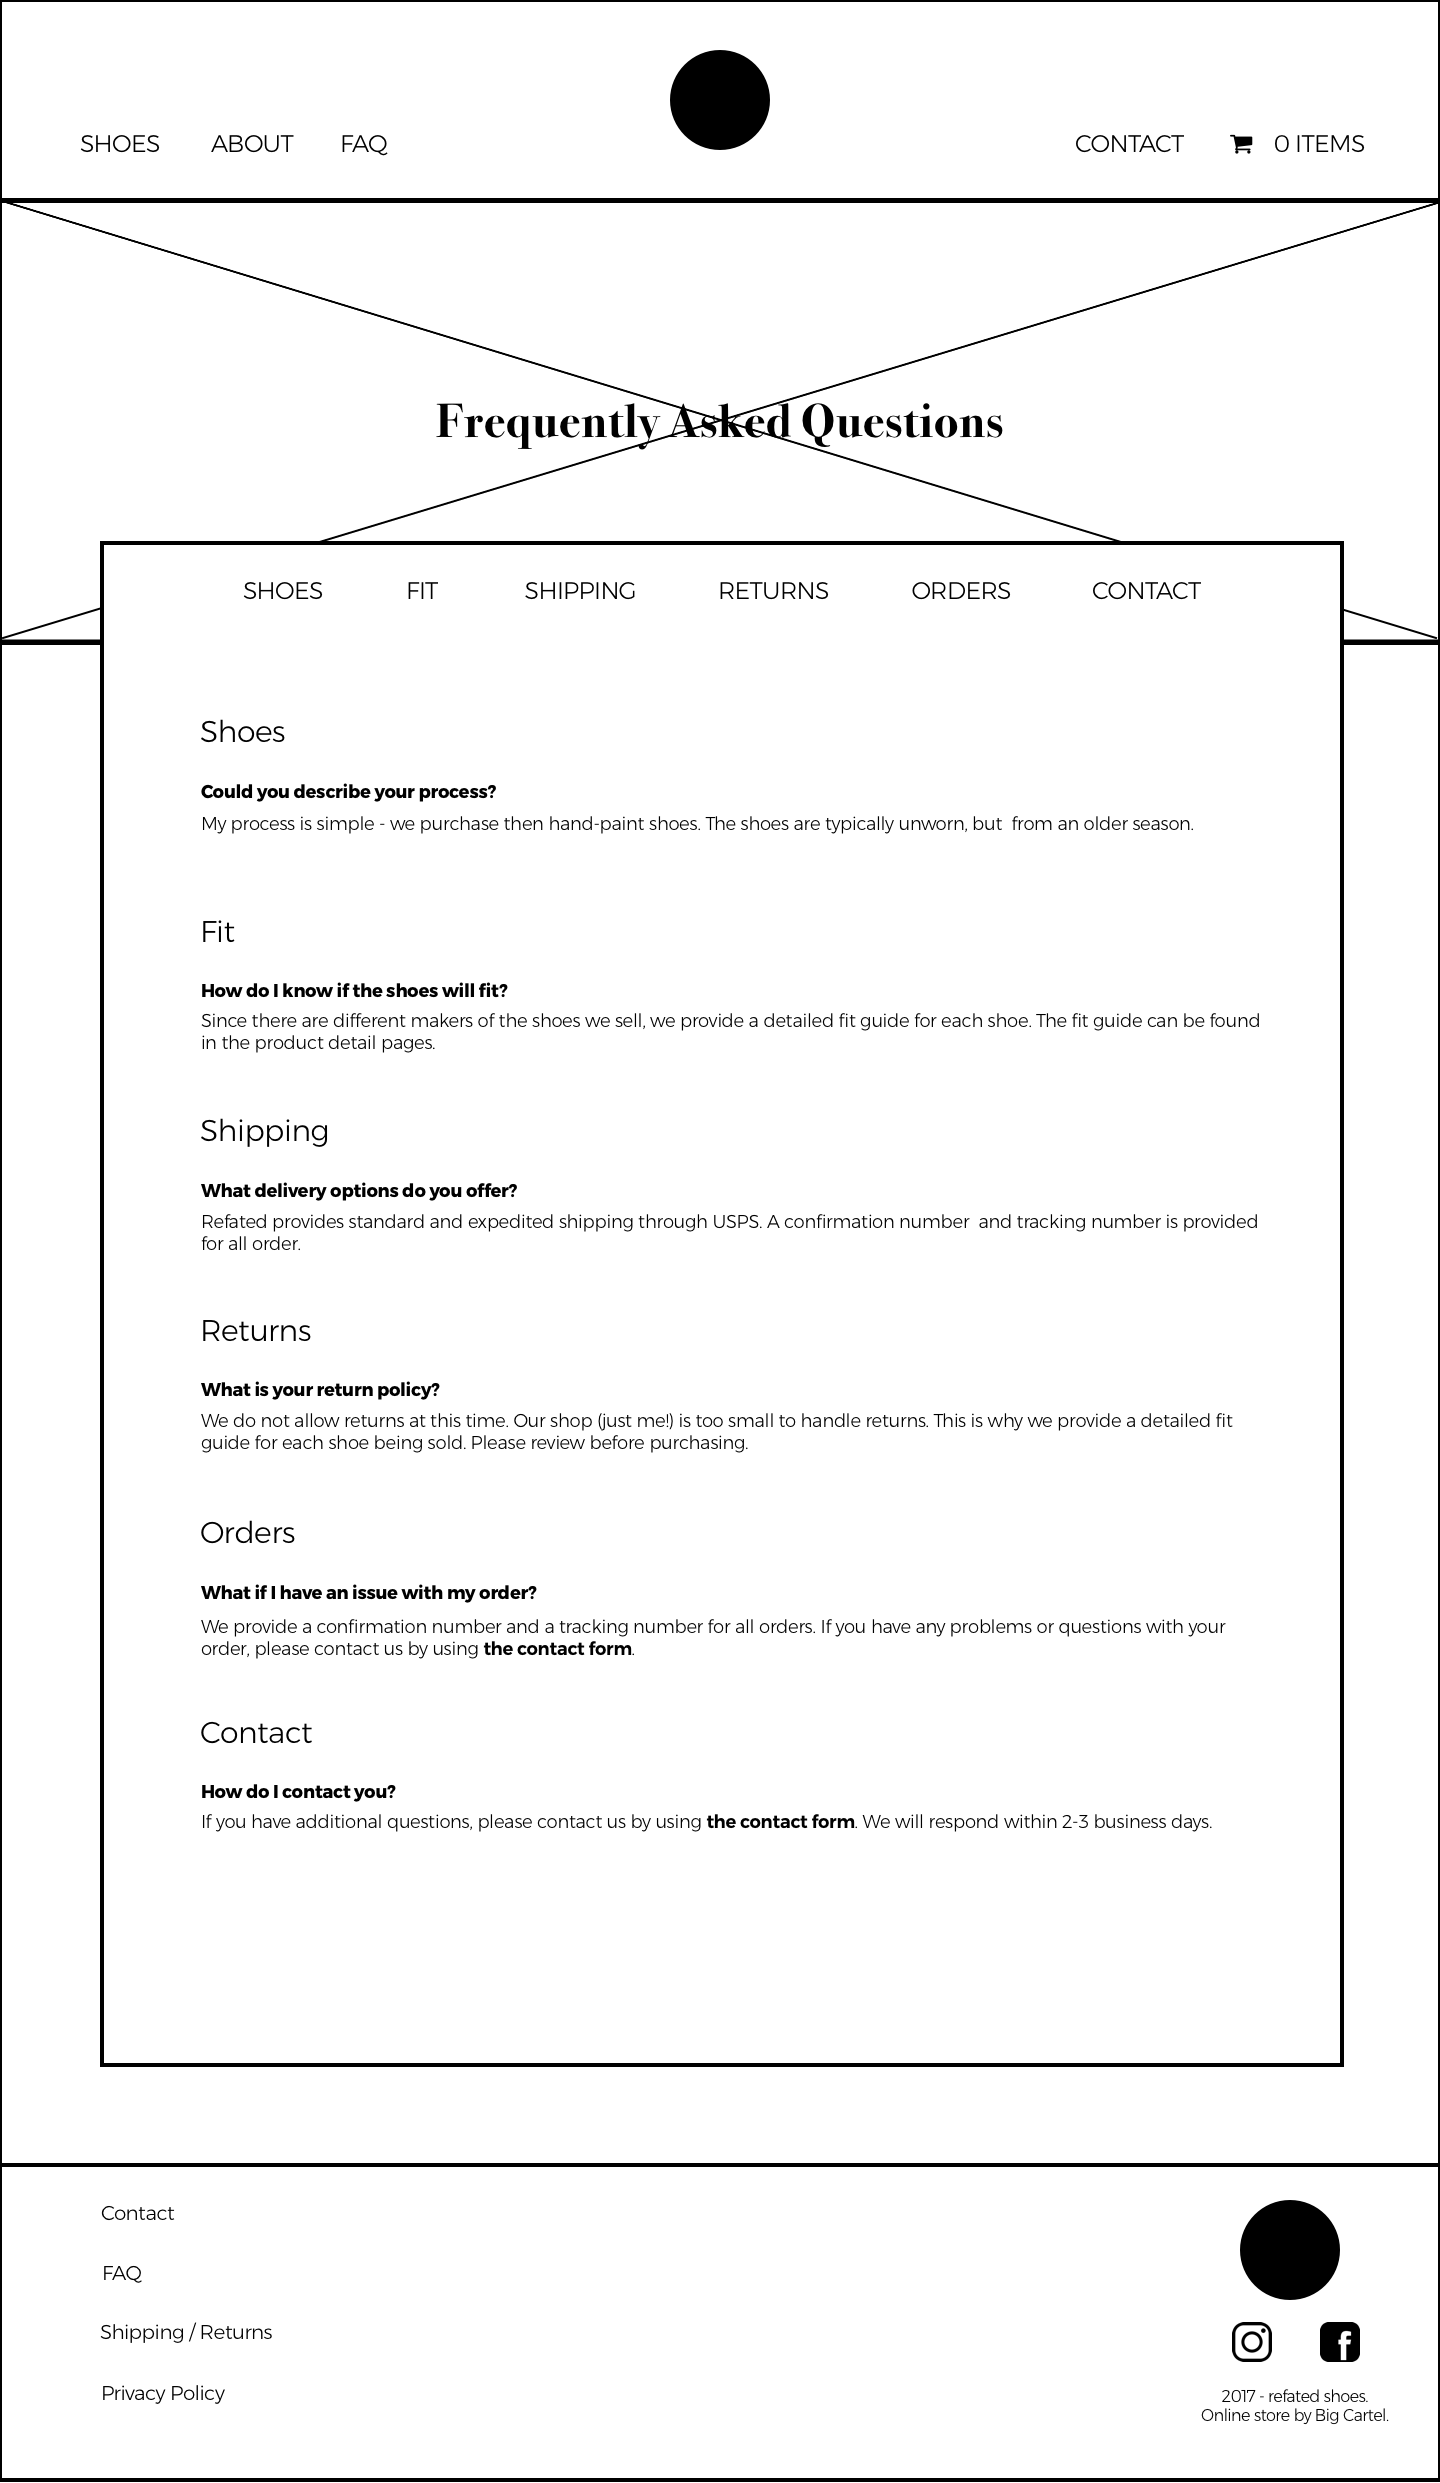 SHOES ABOUT FAQ CONTACT 0 ITEMS
Frequently Asked Questions
SHOES FIT SHIPPING RETURNS ORDERS CONTACT
Shoes
Could you describe your process?
My process is simple - we purchase then hand-paint shoes. The shoes are typically unworn, but  from an older season.
Fit
How do I know if the shoes will fit?
Since there are different makers of the shoes we sell, we provide a detailed fit guide for each shoe. The fit guide can be found
in the product detail pages.
Shipping
What delivery options do you offer?
Refated provides standard and expedited shipping through USPS. A confirmation number  and tracking number is provided
for all order.
Returns
What is your return policy?
We do not allow returns at this time. Our shop (just me!) is too small to handle returns. This is why we provide a detailed fit
guide for each shoe being sold. Please review before purchasing.
Orders
What if I have an issue with my order?
We provide a confirmation number and a tracking number for all orders. If you have any problems or questions with your
order, please contact us by using the contact form.
Contact
How do I contact you?
If you have additional questions, please contact us by using the contact form. We will respond within 2-3 business days.
Contact
FAQ
Shipping / Returns
Privacy Policy
2017 - refated shoes.
Online store by Big Cartel.